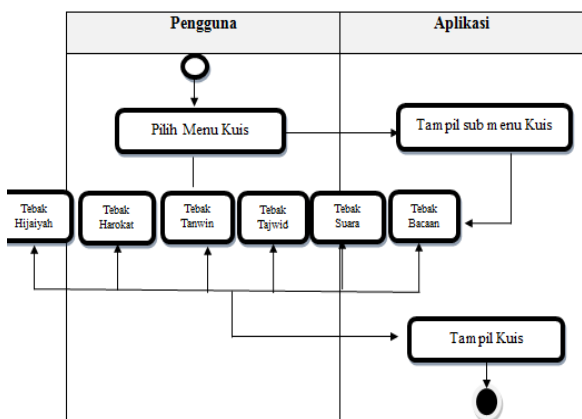 Pengguna
Aplikasi
Pilih Menu Kuis
Tampil sub menu Kuis
Tebak
Hijaiyah
Tebak
Harokat
Tebak
Tanwin
Tebak
Tajwid
Tebak
Suara
Tebak
Bacaan
Tampil Kuis